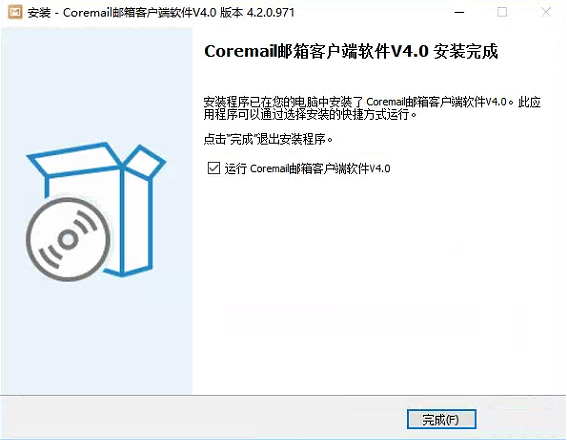 安装 - Coremail邮箱客户端软件V4.0 版本 4.2.0.971
Coremail邮箱客户端软件V4.0 安装完成
安装程序已在您的电脑中安装了 Coremail邮箱客户端软件V4.0。此应
用程序可以通过选择安装的快捷方式运行。
点击“完成”退出安装程序。
运行 Coremail邮箱客户端软件V4.0
完成(F)